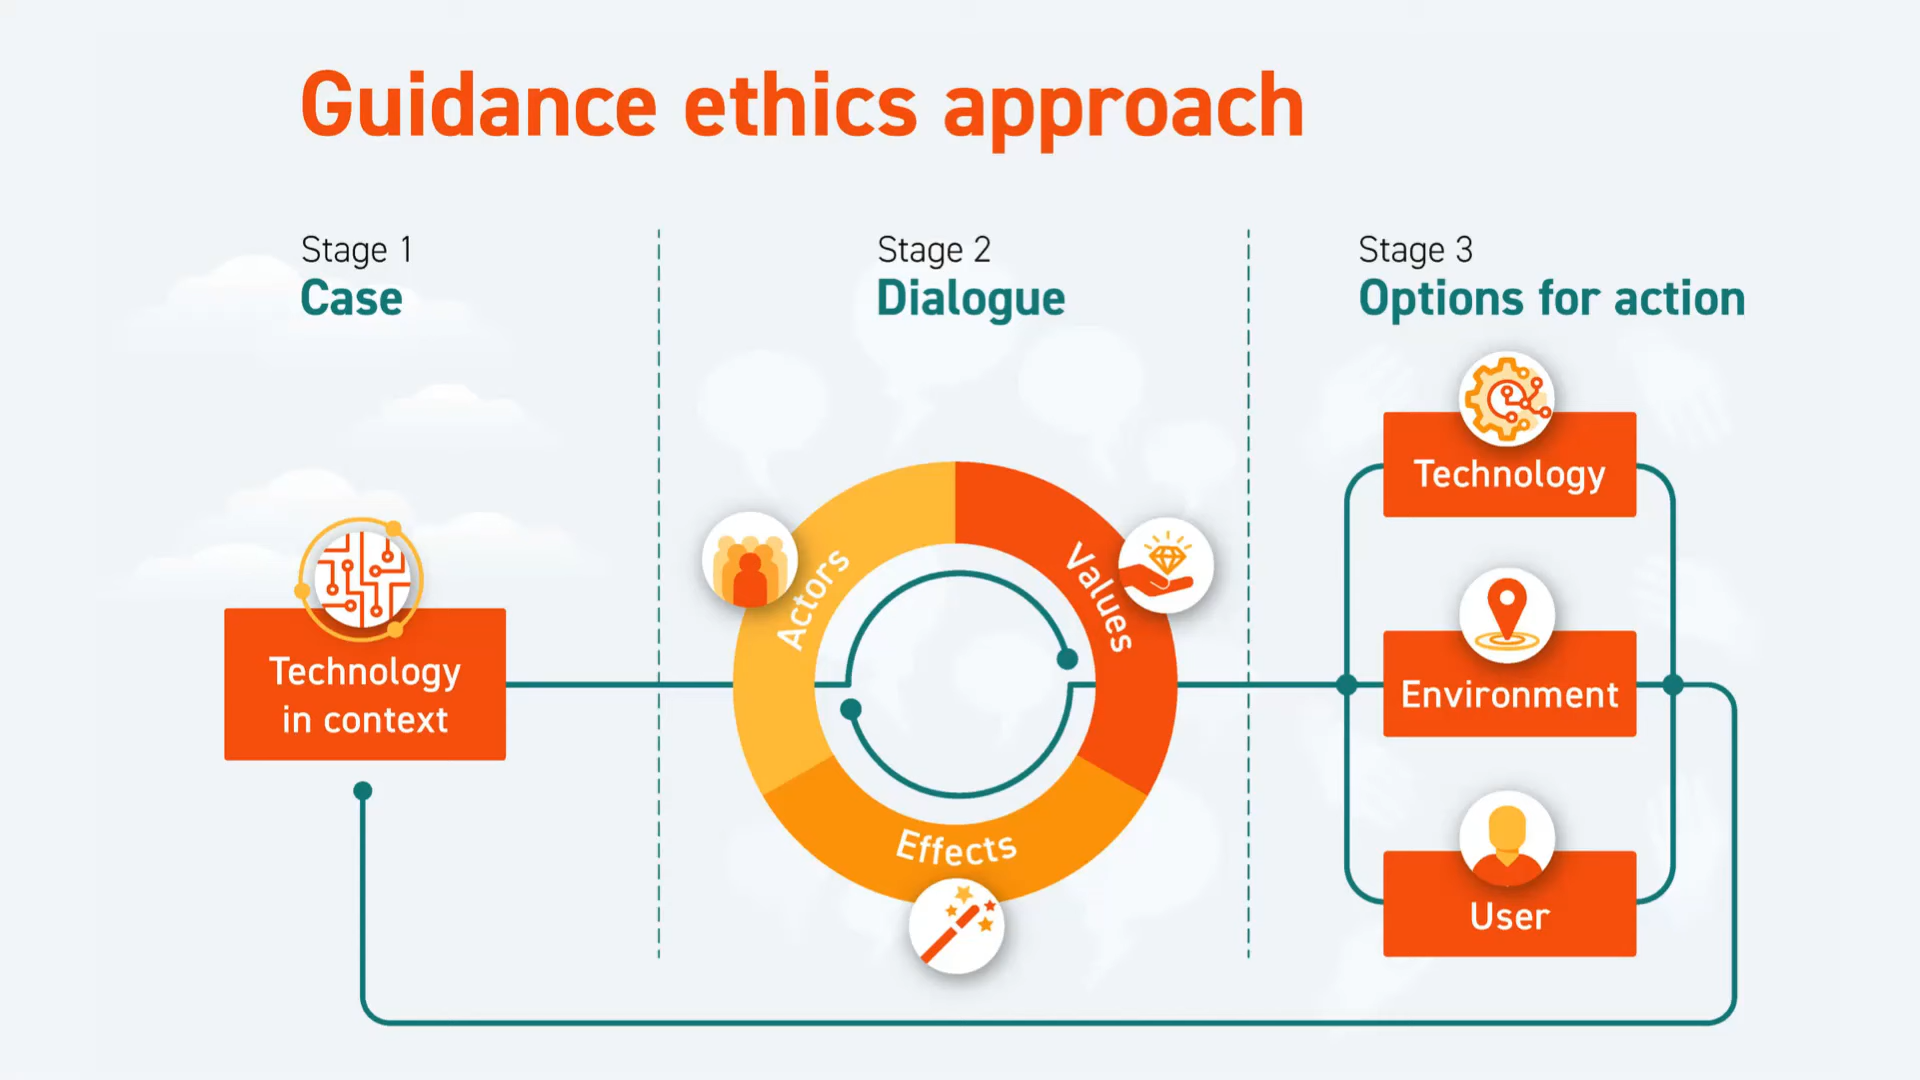 Guidance ethics approach
Stage 1
Case
Stage 2
Dialogue
Stage 3
Options for action
Technology
in context
Actors
Values
Effects
Technology
Environment
User